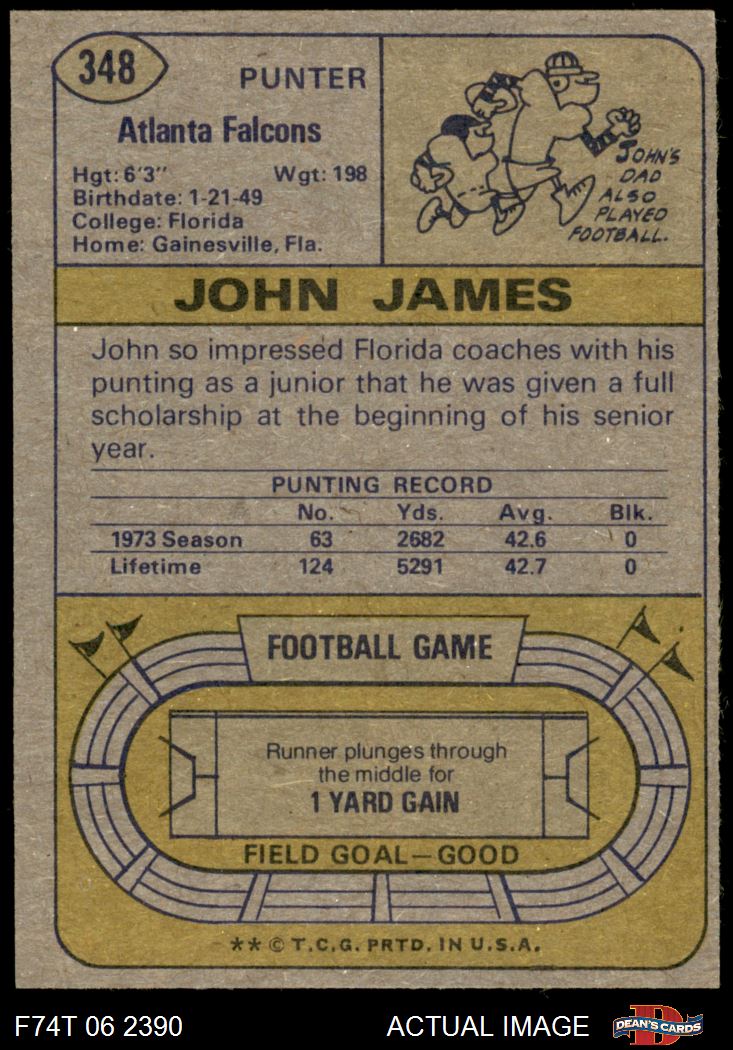 348
PUNTER
Atlanta Falcons
Hgt: 6'3" Wgt: 198
Birthdate: 1-21-49
College: Florida
Home: Gainesville, Fla.
JOHN'S
DAD
ALSO
PLAYED
FOOTBALL.
JOHN JAMES
John so impressed Florida coaches with his
punting as a junior that he was given a full
scholarship at the beginning of his senior
year.
PUNTING RECORD
No. Yds. Avg. Blk.
1973 Season 63 2682 42.6 0
Lifetime 124 5291 42.7 0
FOOTBALL GAME
Runner plunges through
the middle for
1 YARD GAIN
FIELD GOAL—GOOD
** © T.C.G. PRTD. IN U.S.A.
F74T 06 2390 ACTUAL IMAGE
D
DEAN'S CARDS